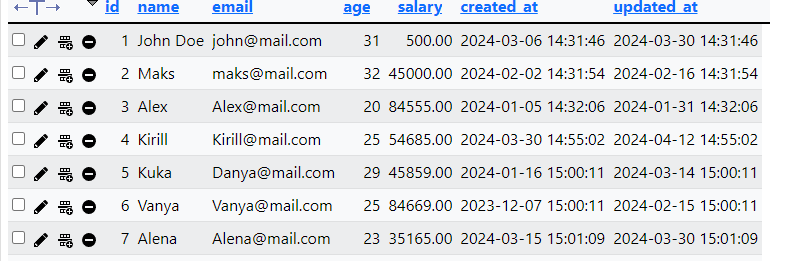 ←T→ id name email age salary created_at updated_at
1 John Doe john@mail.com 31 500.00 2024-03-06 14:31:46 2024-03-30 14:31:46
2 Maks maks@mail.com 32 45000.00 2024-02-02 14:31:54 2024-02-16 14:31:54
3 Alex Alex@mail.com 20 84555.00 2024-01-05 14:32:06 2024-01-31 14:32:06
4 Kirill Kirill@mail.com 25 54685.00 2024-03-30 14:55:02 2024-04-12 14:55:02
5 Kuka Danya@mail.com 29 45859.00 2024-01-16 15:00:11 2024-03-14 15:00:11
6 Vanya Vanya@mail.com 25 84669.00 2023-12-07 15:00:11 2024-02-15 15:00:11
7 Alena Alena@mail.com 23 35165.00 2024-03-15 15:01:09 2024-03-30 15:01:09